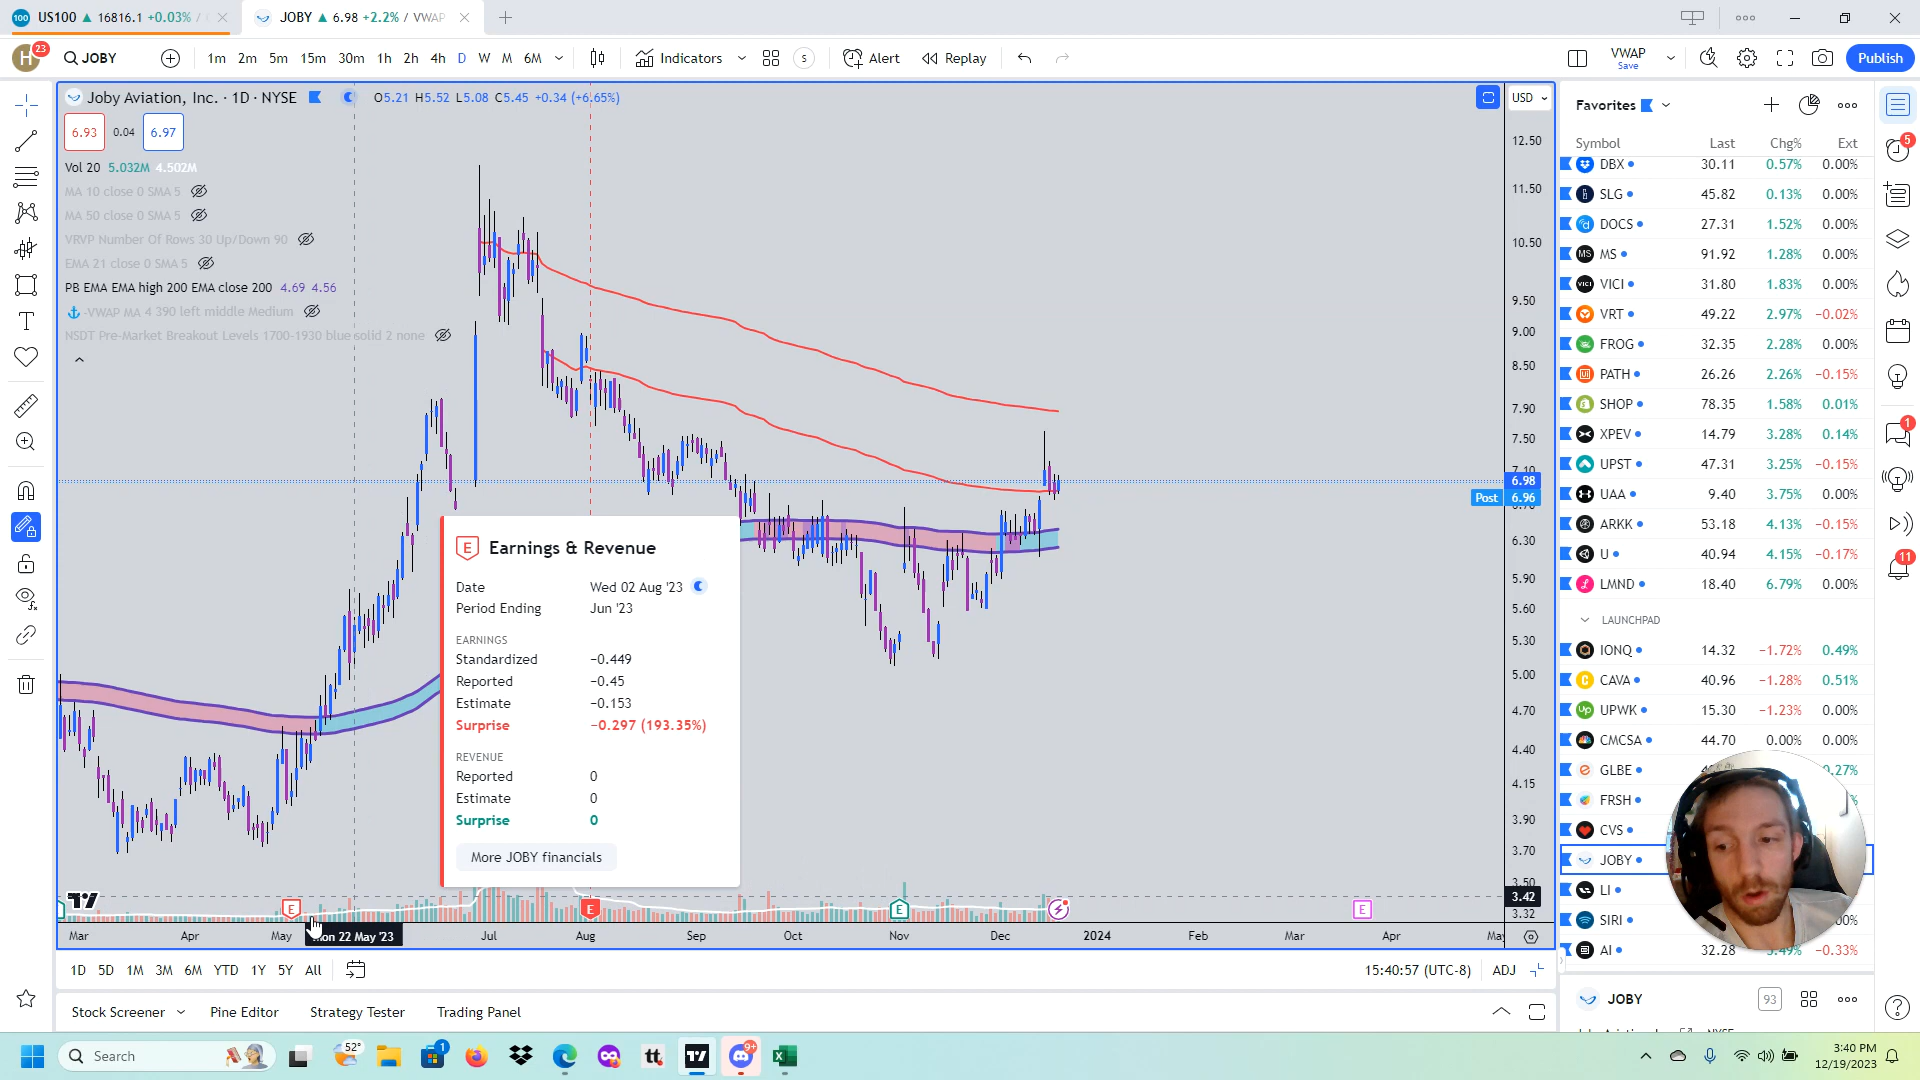 US100 ▲ 16816.1 +0.03% /
JOBY ▲ 6.98 +2.2% / VWAP
H 23
JOBY
1m 2m 5m 15m 30m 1h 2h 4h D W M 6M
Indicators
S
Alert
Replay
VWAP
Save
Publish
Joby Aviation, Inc. · 1D · NYSE
O5.21 H5.52 L5.08 C5.45 +0.34 (+6.65%)
6.93 0.04 6.97
Vol 20 5.032M 4.502M
MA 10 close 0 SMA 5
MA 50 close 0 SMA 5
VRVP Number Of Rows 30 Up/Down 90
EMA 21 close 0 SMA 5
PB EMA EMA high 200 EMA close 200 4.69 4.56
-VWAP MA 4 390 left middle Medium
NSDT Pre-Market Breakout Levels 1700-1930 blue solid 2 none
USD
12.50
11.50
10.50
9.50
9.00
8.50
7.90
7.50
7.10
6.98
Post 6.96
6.70
6.30
5.90
5.60
5.30
5.00
4.70
4.40
4.15
3.90
3.70
3.50
3.42
3.32
E Earnings & Revenue
Date Wed 02 Aug '23
Period Ending Jun '23
EARNINGS
Standardized −0.449
Reported −0.45
Estimate −0.153
Surprise −0.297 (193.35%)
REVENUE
Reported 0
Estimate 0
Surprise 0
More JOBY financials
E E E E
Mar Apr May Mon 22 May '23 Jul Aug Sep Oct Nov Dec 2024 Feb Mar Apr May
1D 5D 1M 3M 6M YTD 1Y 5Y All
15:40:57 (UTC-8) ADJ
Stock Screener Pine Editor Strategy Tester Trading Panel
Favorites
Symbol Last Chg% Ext
DBX 30.11 0.57% 0.00%
SLG 45.82 0.13% 0.00%
DOCS 27.31 1.52% 0.00%
MS 91.92 1.28% 0.00%
VICI 31.80 1.83% 0.00%
VRT 49.22 2.97% −0.02%
FROG 32.35 2.28% 0.00%
PATH 26.26 2.26% −0.15%
SHOP 78.35 1.58% 0.01%
XPEV 14.79 3.28% 0.14%
UPST 47.31 3.25% −0.15%
UAA 9.40 3.75% 0.00%
ARKK 53.18 4.13% −0.15%
U 40.94 4.15% −0.17%
LMND 18.40 6.79% 0.00%
LAUNCHPAD
IONQ 14.32 −1.72% 0.49%
CAVA 40.96 −1.28% 0.51%
UPWK 15.30 −1.23% 0.00%
CMCSA 44.70 0.00% 0.00%
GLBE 0.27%
FRSH
CVS
JOBY
LI
SIRI
AI 32.28 −0.33%
JOBY 93
5
1
11
Search
52°
1
tt
9+
3:40 PM
12/19/2023